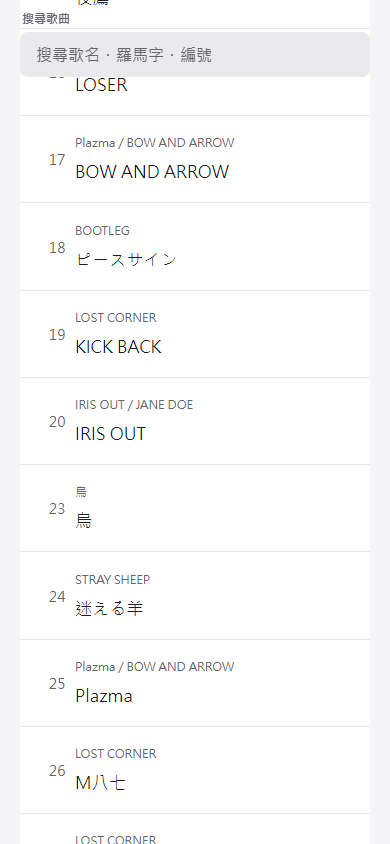 搜尋歌曲
搜尋歌名・羅馬字・編號
LOSER
17
Plazma / BOW AND ARROW
BOW AND ARROW
18
BOOTLEG
ピースサイン
19
LOST CORNER
KICK BACK
20
IRIS OUT / JANE DOE
IRIS OUT
23
烏
烏
24
STRAY SHEEP
迷える羊
25
Plazma / BOW AND ARROW
Plazma
26
LOST CORNER
M八七
LOST CORNER